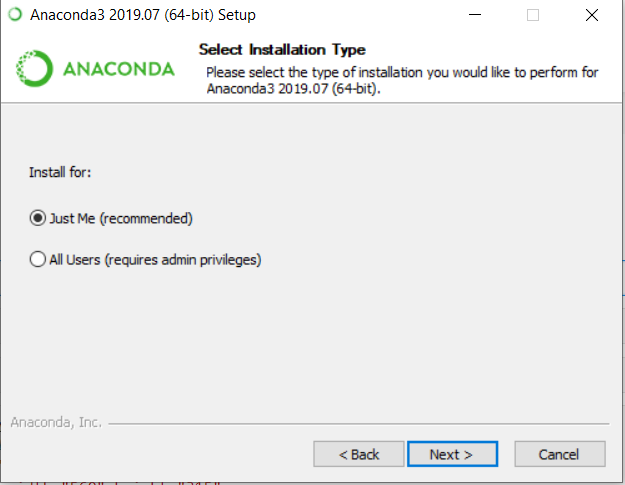 Anaconda3 2019.07 (64-bit) Setup
ANACONDA
Select Installation Type
Please select the type of installation you would like to perform for
Anaconda3 2019.07 (64-bit).
Install for:
Just Me (recommended)
All Users (requires admin privileges)
Anaconda, Inc.
< Back
Next >
Cancel